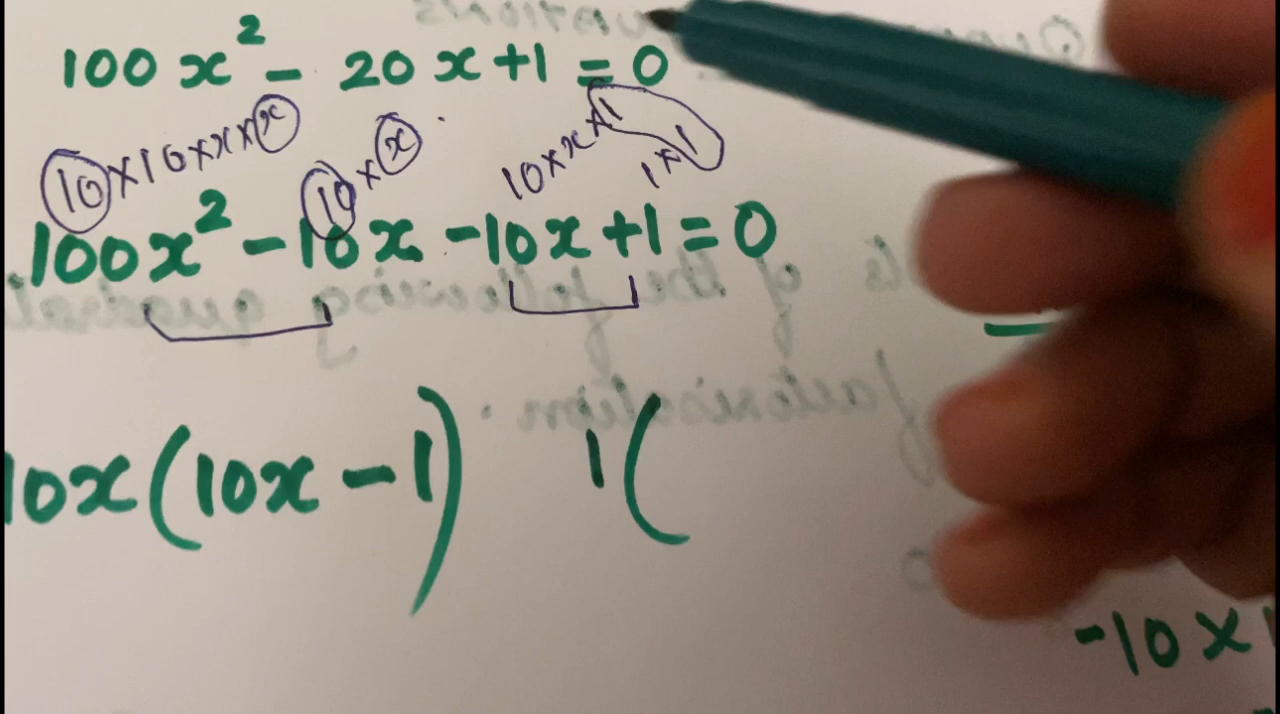 100x² - 20x + 1 = 0
10 × 10 × x × x 10 × x 10 × x × 1 1 × 1
100x² - 10x - 10x + 1 = 0
10x (10x - 1) 1 (
-10 ×